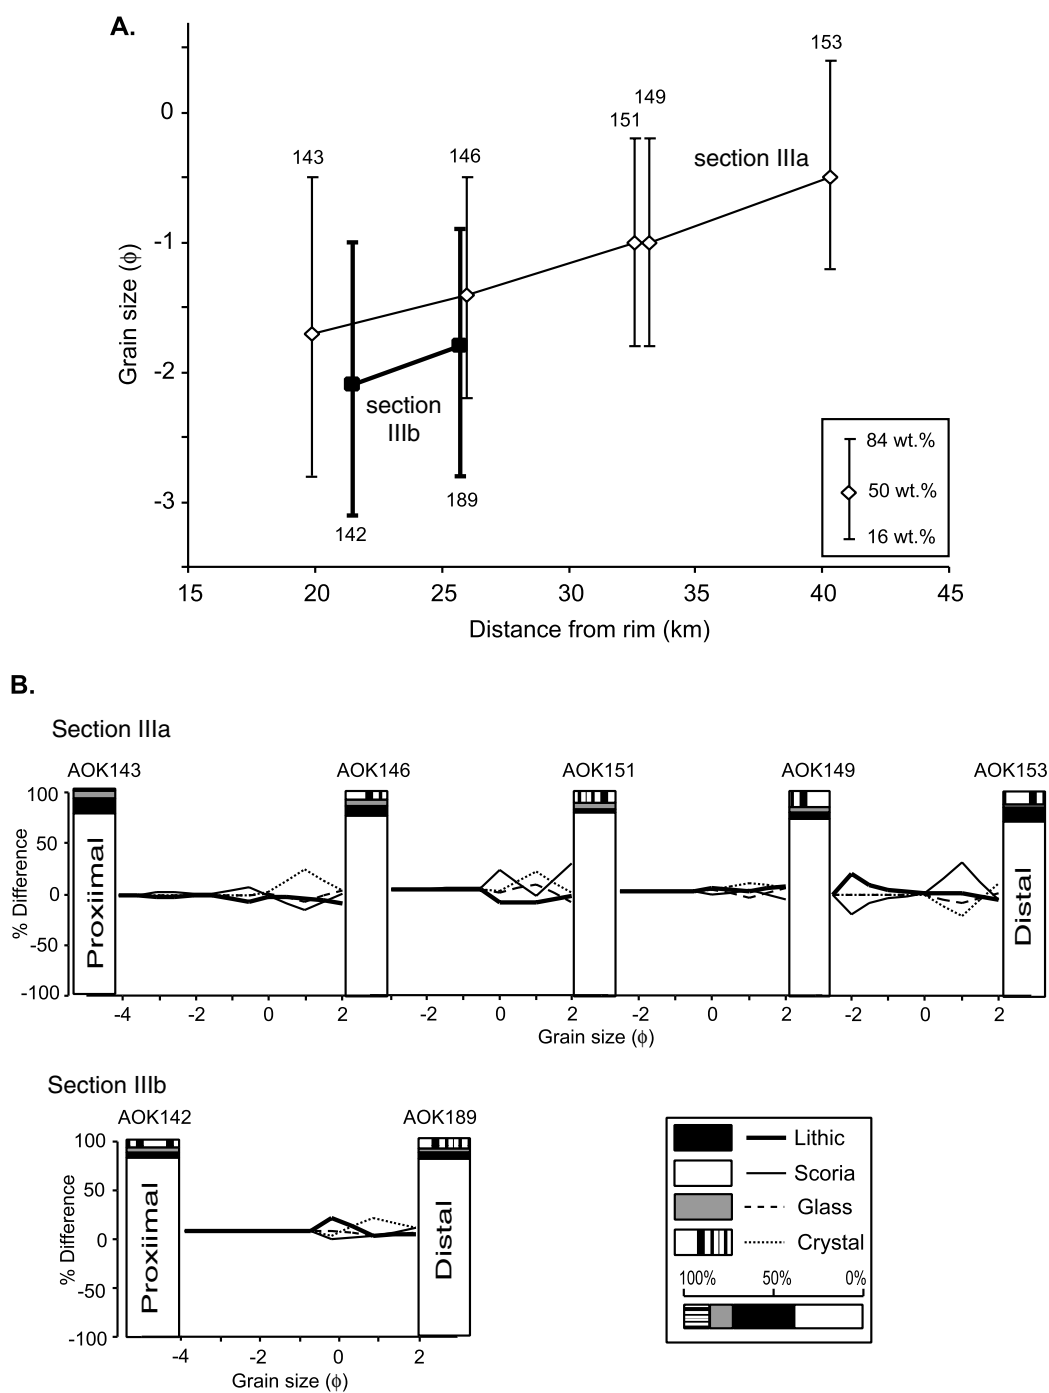 A.
153
149
151
0
section IIIa
143
146
-1
Grain size (ϕ)
-2
section
IIIb
84 wt.%
50 wt.%
16 wt.%
-3
189
142
15 20 25 30 35 40 45
Distance from rim (km)
B.
Section IIIa
AOK143 AOK146 AOK151 AOK149 AOK153
100
50
0
-50
-100
% Difference
Proxiimal
Distal
-4 -2 0 2 -2 0 2 -2 0 2 -2 0 2
Grain size (ϕ) Grain size (ϕ)
Section IIIb
AOK142 AOK189
100
50
0
-50
-100
% Difference
Proxiimal
Distal
-4 -2 0 2
Grain size (ϕ)
Lithic
Scoria
Glass
Crystal
100% 50% 0%